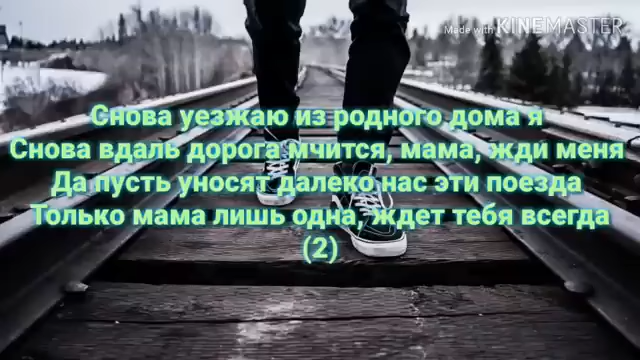 Made with KINEMASTER
Снова уезжаю из родного дома я
Снова вдаль дорога мчится, мама, жди меня
Да пусть уносят далеко нас эти поезда
Только мама лишь одна, ждет тебя всегда
(2)